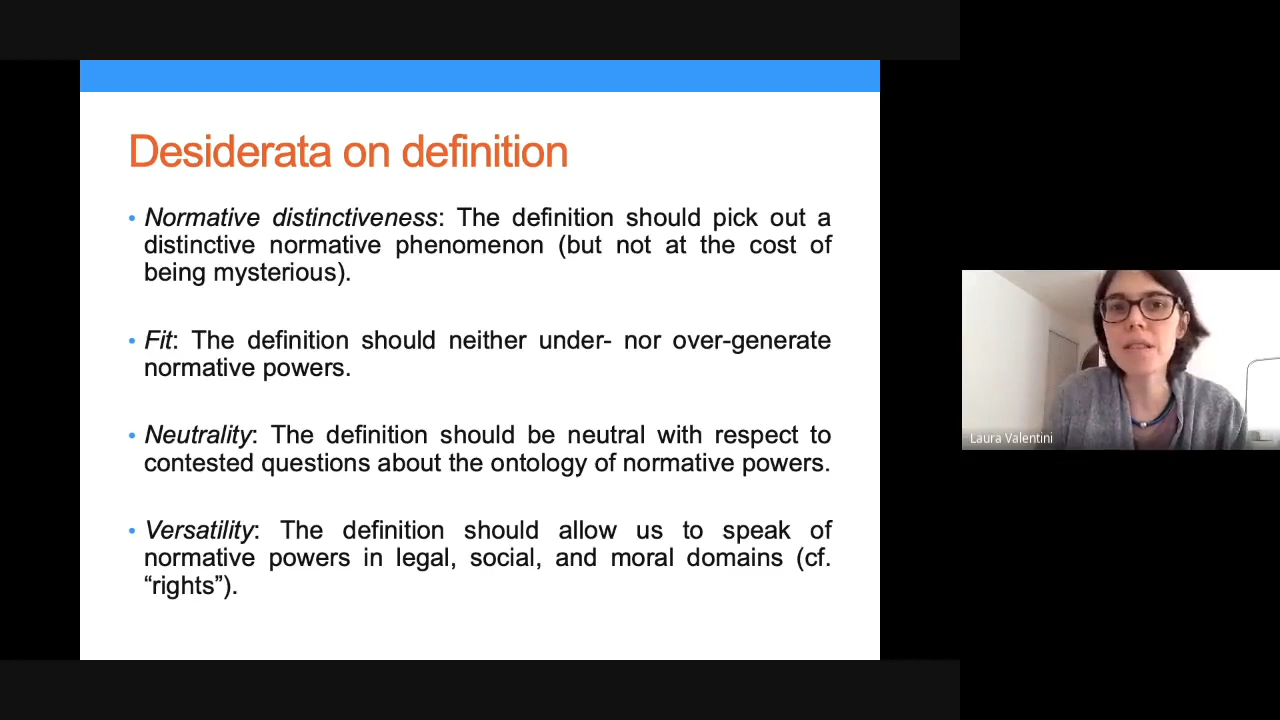 Desiderata on definition
• Normative distinctiveness: The definition should pick out a
distinctive normative phenomenon (but not at the cost of
being mysterious).
• Fit: The definition should neither under- nor over-generate
normative powers.
• Neutrality: The definition should be neutral with respect to
contested questions about the ontology of normative powers.
• Versatility: The definition should allow us to speak of
normative powers in legal, social, and moral domains (cf.
“rights”).
Laura Valentini